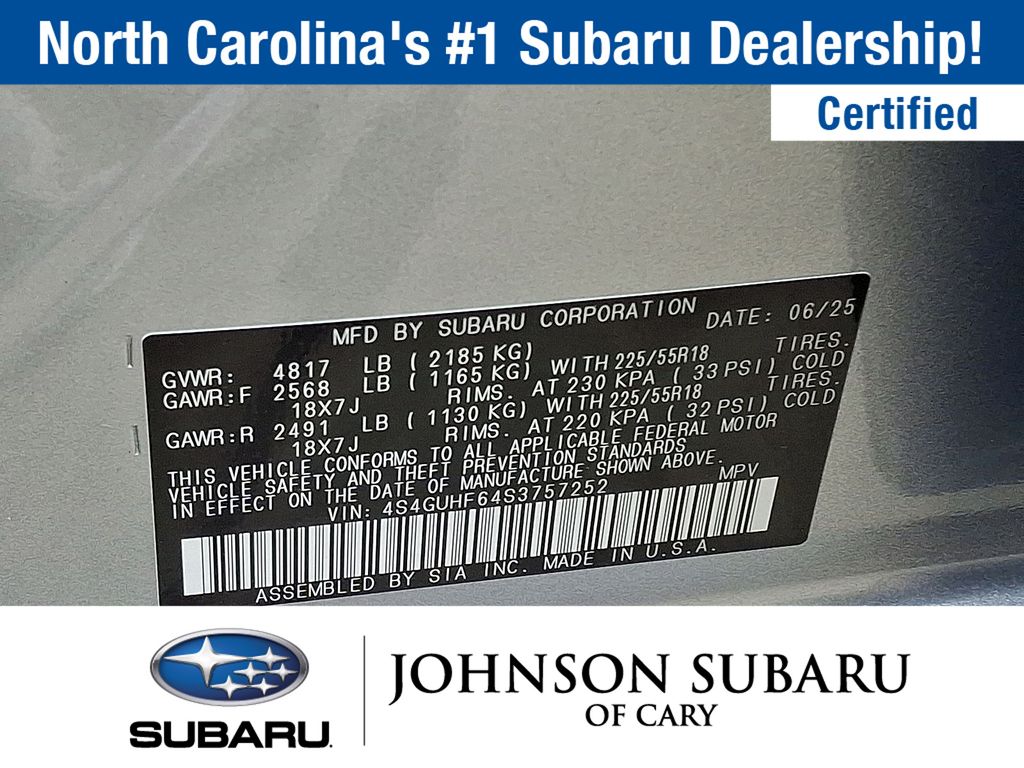 North Carolina's #1 Subaru Dealership!
Certified
MFD BY SUBARU CORPORATION DATE: 06/25
GVWR: 4817 LB ( 2185 KG)
GAWR:F 2568 LB ( 1165 KG) WITH 225/55R18 TIRES.
18X7J RIMS. AT 230 KPA ( 33 PSI) COLD
GAWR:R 2491 LB ( 1130 KG) WITH 225/55R18 TIRES.
18X7J RIMS. AT 220 KPA ( 32 PSI) COLD
THIS VEHICLE CONFORMS TO ALL APPLICABLE FEDERAL MOTOR
VEHICLE SAFETY AND THEFT PREVENTION STANDARDS
IN EFFECT ON THE DATE OF MANUFACTURE SHOWN ABOVE.
VIN: 4S4GUHF64S3757252 MPV
ASSEMBLED BY SIA INC. MADE IN U.S.A.
SUBARU.
JOHNSON SUBARU
OF CARY